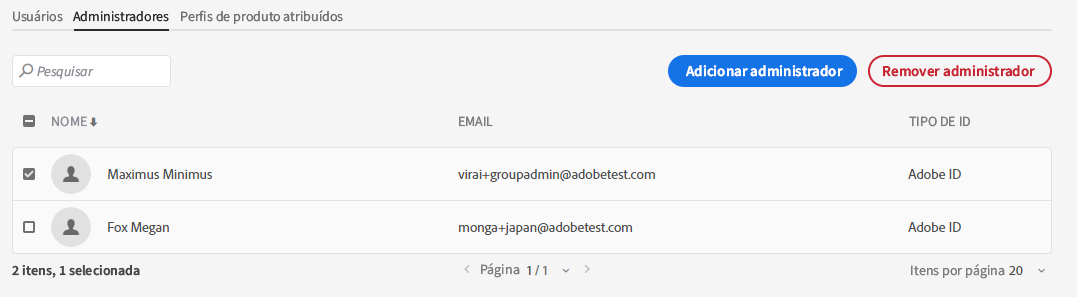 Usuários Administradores Perfis de produto atribuídos
Pesquisar Adicionar administrador Remover administrador
NOME EMAIL TIPO DE ID
Maximus Minimus virai+groupadmin@adobetest.com Adobe ID
Fox Megan monga+japan@adobetest.com Adobe ID
2 itens, 1 selecionada Página 1 / 1 Itens por página 20